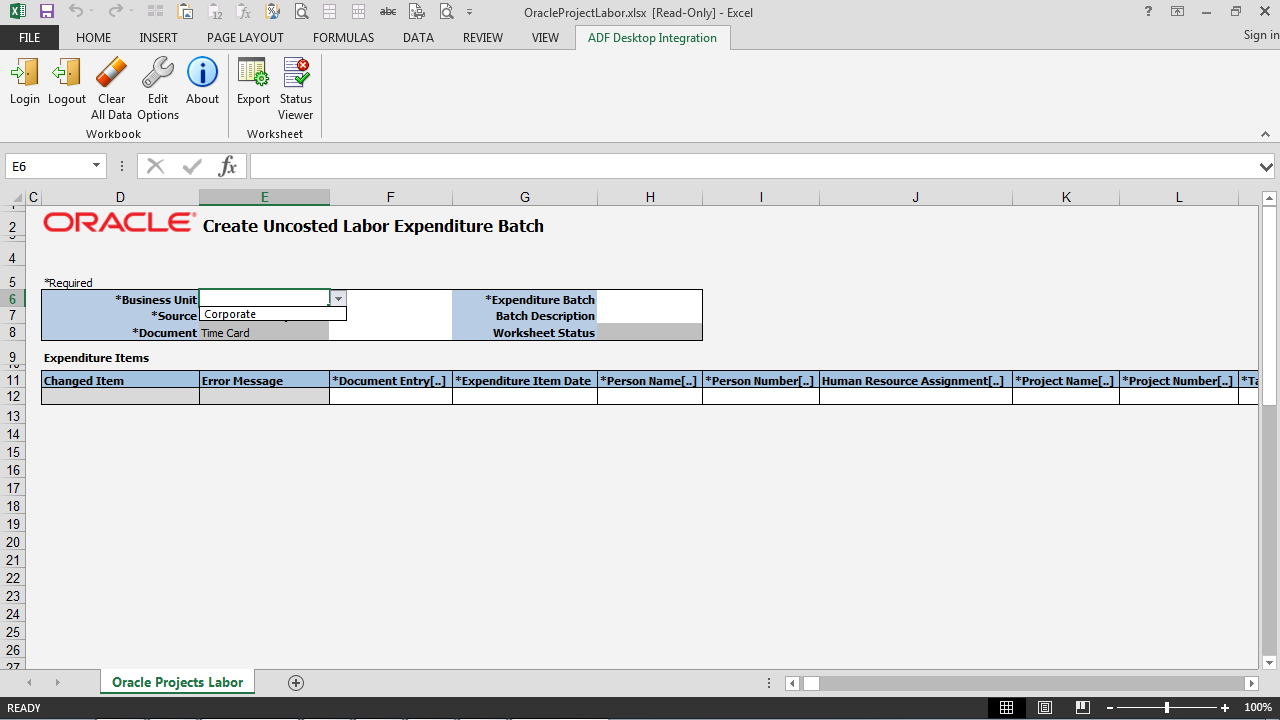 OracleProjectLabor.xlsx [Read-Only] - Excel
FILE HOME INSERT PAGE LAYOUT FORMULAS DATA REVIEW VIEW ADF Desktop Integration Sign in
Login Logout Clear All Data Edit Options About Export Status Viewer
Workbook Worksheet
E6 fx
C D E F G H I J K L
2 ORACLE Create Uncosted Labor Expenditure Batch
4
5 *Required
6 *Business Unit *Expenditure Batch
7 *Source Corporate Batch Description
8 *Document Time Card Worksheet Status
9 Expenditure Items
11 Changed Item Error Message *Document Entry[..] *Expenditure Item Date *Person Name[..] *Person Number[..] Human Resource Assignment[..] *Project Name[..] *Project Number[..]
12
13
14
15
16
17
18
19
20
21
22
23
24
25
26
27
Oracle Projects Labor
READY 100%